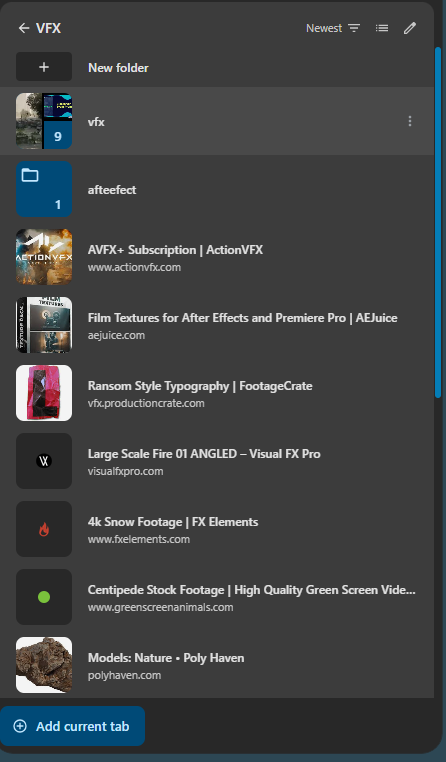 VFX
Newest
New folder
9
vfx
1
afteefect
ACTIONVFX
AVFX+ Subscription | ActionVFX
www.actionvfx.com
FILM
TEXTURES
Film Textures for After Effects and Premiere Pro | AEJuice
aejuice.com
Ransom Style Typography | FootageCrate
vfx.productioncrate.com
Large Scale Fire 01 ANGLED – Visual FX Pro
visualfxpro.com
4k Snow Footage | FX Elements
www.fxelements.com
Centipede Stock Footage | High Quality Green Screen Vide...
www.greenscreenanimals.com
Models: Nature • Poly Haven
polyhaven.com
Add current tab